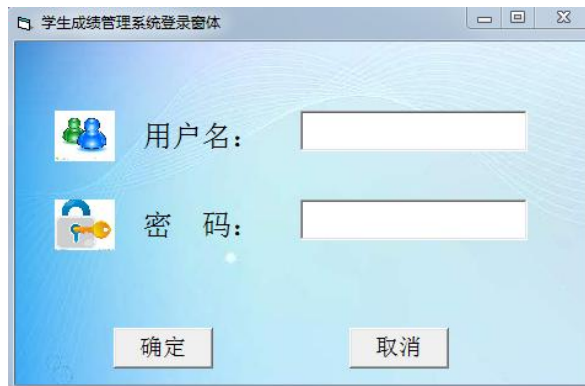 学生成绩管理系统登录窗体
用户名：
密 码：
确定
取消